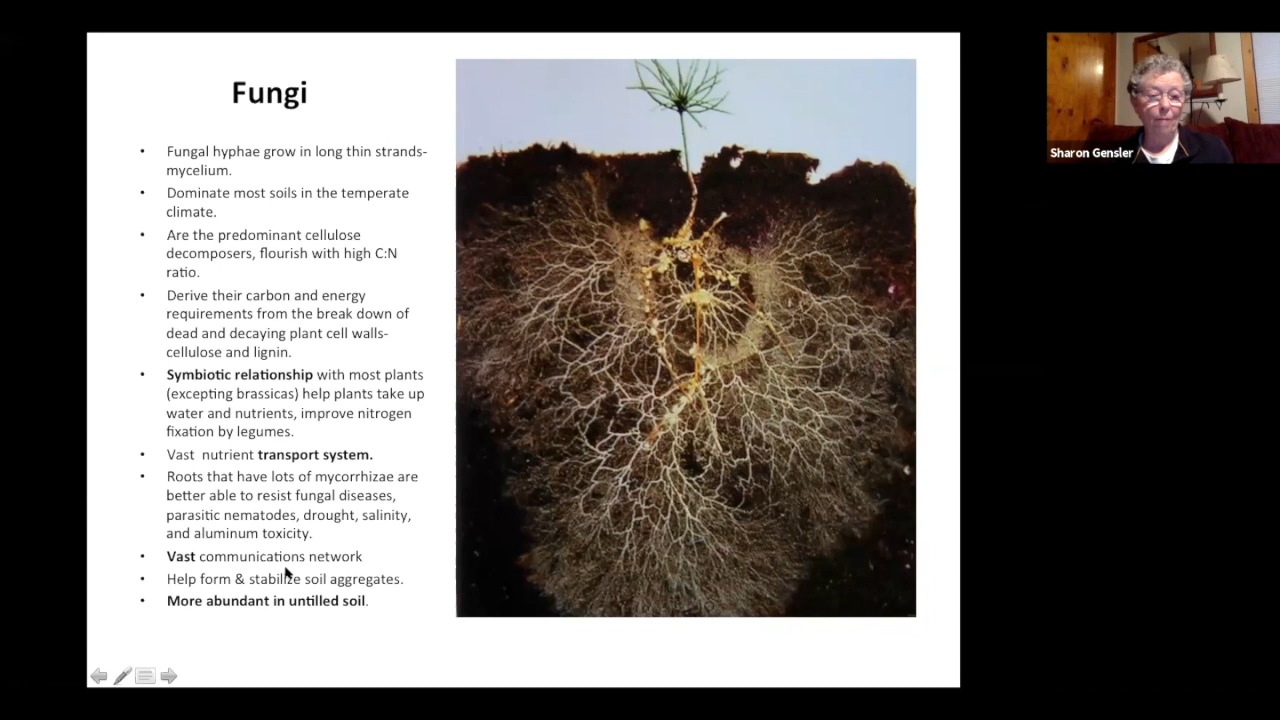 Fungi
• Fungal hyphae grow in long thin strands-
mycelium.
• Dominate most soils in the temperate
climate.
• Are the predominant cellulose
decomposers, flourish with high C:N
ratio.
• Derive their carbon and energy
requirements from the break down of
dead and decaying plant cell walls-
cellulose and lignin.
• Symbiotic relationship with most plants
(excepting brassicas) help plants take up
water and nutrients, improve nitrogen
fixation by legumes.
• Vast nutrient transport system.
• Roots that have lots of mycorrhizae are
better able to resist fungal diseases,
parasitic nematodes, drought, salinity,
and aluminum toxicity.
• Vast communications network
• Help form & stabilize soil aggregates.
• More abundant in untilled soil.
Sharon Gensler